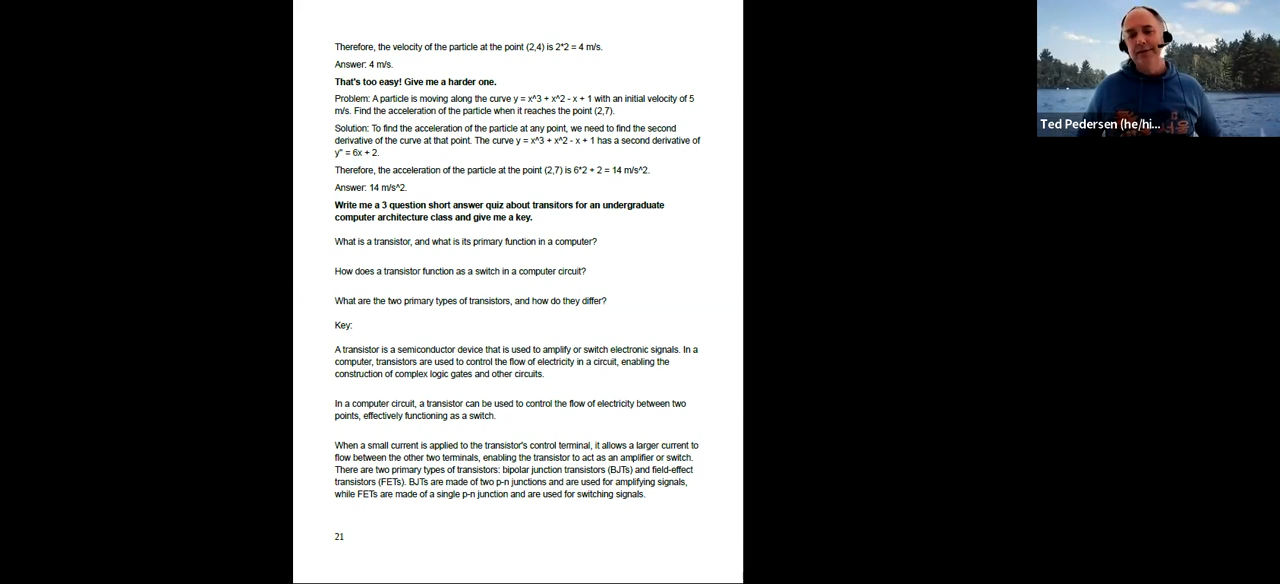 Therefore, the velocity of the particle at the point (2,4) is 2*2 = 4 m/s.
Answer: 4 m/s.
That's too easy! Give me a harder one.
Problem: A particle is moving along the curve y = x^3 + x^2 - x + 1 with an initial velocity of 5
m/s. Find the acceleration of the particle when it reaches the point (2,7).
Solution: To find the acceleration of the particle at any point, we need to find the second
derivative of the curve at that point. The curve y = x^3 + x^2 - x + 1 has a second derivative of
y'' = 6x + 2.
Therefore, the acceleration of the particle at the point (2,7) is 6*2 + 2 = 14 m/s^2.
Answer: 14 m/s^2.
Write me a 3 question short answer quiz about transitors for an undergraduate
computer architecture class and give me a key.
What is a transistor, and what is its primary function in a computer?
How does a transistor function as a switch in a computer circuit?
What are the two primary types of transistors, and how do they differ?
Key:
A transistor is a semiconductor device that is used to amplify or switch electronic signals. In a
computer, transistors are used to control the flow of electricity in a circuit, enabling the
construction of complex logic gates and other circuits.
In a computer circuit, a transistor can be used to control the flow of electricity between two
points, effectively functioning as a switch.
When a small current is applied to the transistor's control terminal, it allows a larger current to
flow between the other two terminals, enabling the transistor to act as an amplifier or switch.
There are two primary types of transistors: bipolar junction transistors (BJTs) and field-effect
transistors (FETs). BJTs are made of two p-n junctions and are used for amplifying signals,
while FETs are made of a single p-n junction and are used for switching signals.
21
Ted Pedersen (he/hi...